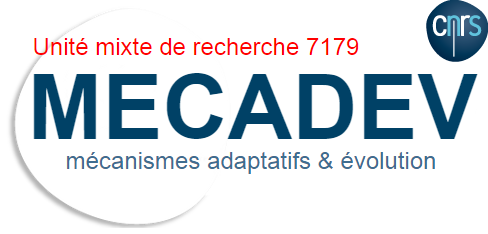 cnrs
Unité mixte de recherche 7179
MECADEV
mécanismes adaptatifs & évolution